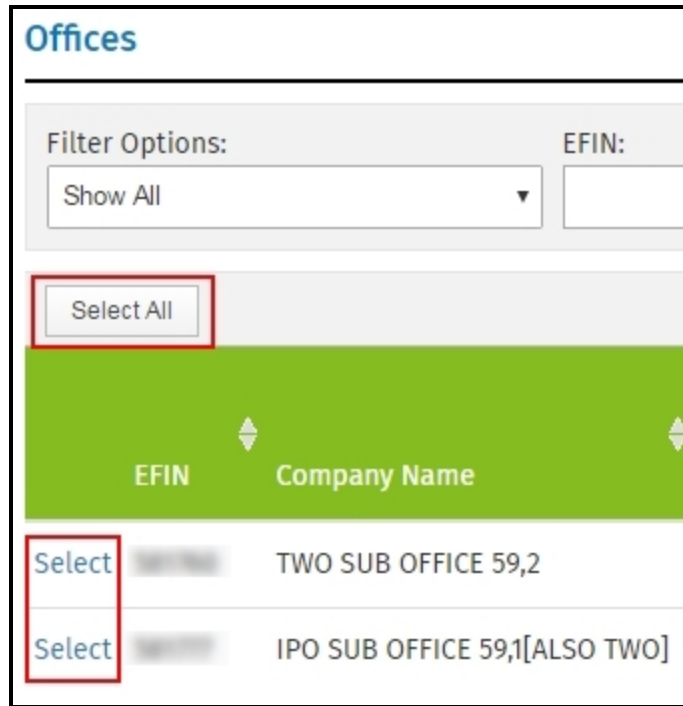 Offices
Filter Options: EFIN:
Show All
Select All
EFIN Company Name
Select TWO SUB OFFICE 59,2
Select IPO SUB OFFICE 59,1[ALSO TWO]